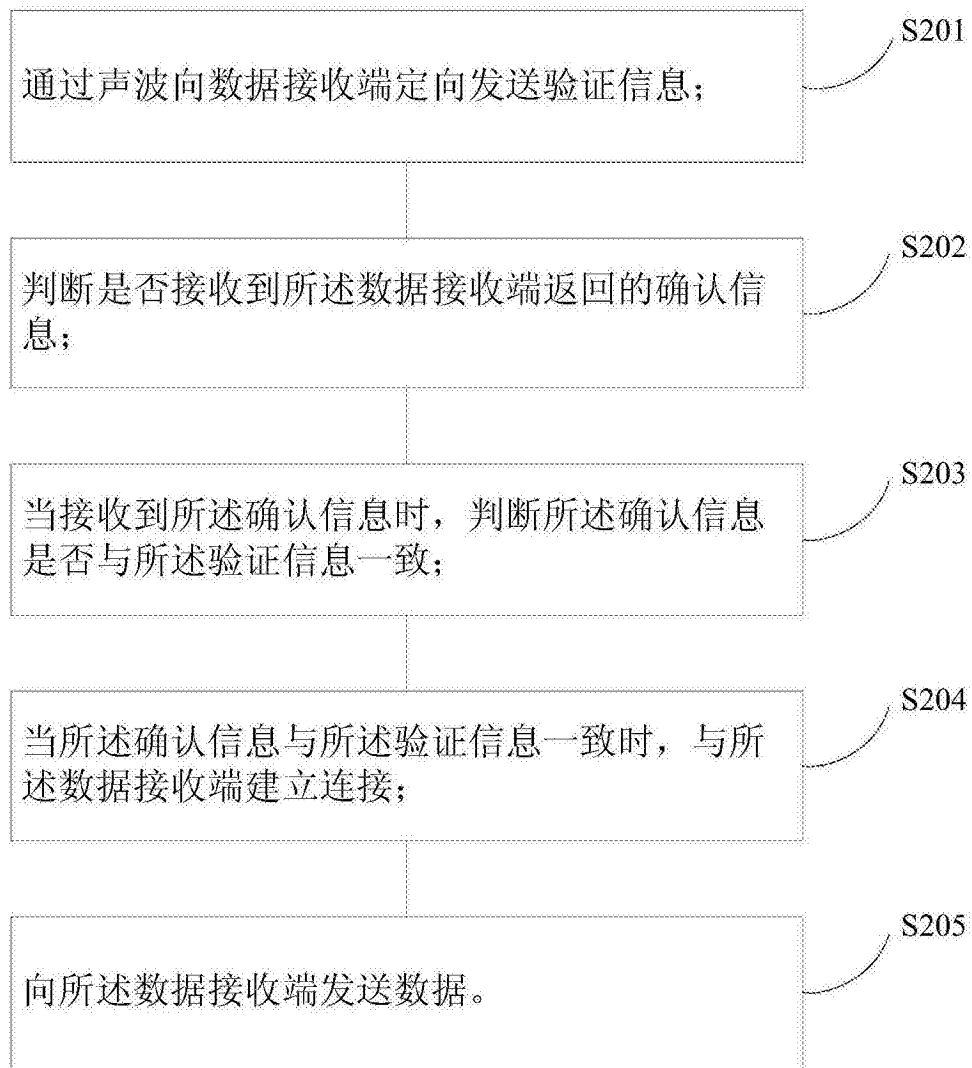 S201
通过声波向数据接收端定向发送验证信息；
S202
判断是否接收到所述数据接收端返回的确认信
息；
S203
当接收到所述确认信息时，判断所述确认信息
是否与所述验证信息一致；
S204
当所述确认信息与所述验证信息一致时，与所
述数据接收端建立连接；
S205
向所述数据接收端发送数据。